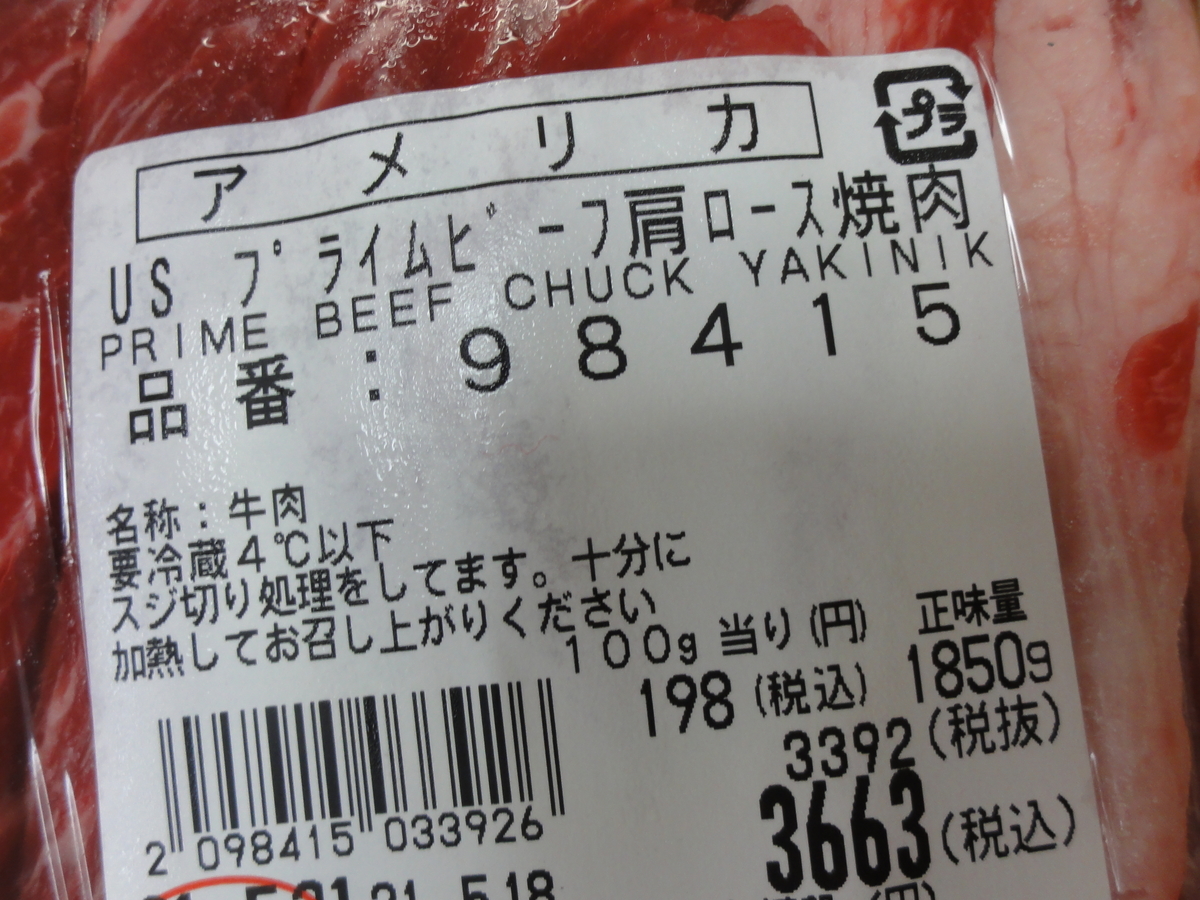 アメリカ
プラ
US プライムビーフ肩ロース焼肉
PRIME BEEF CHUCK YAKINIK
品番:98415
名称:牛肉
要冷蔵4℃以下
スジ切り処理をしてます。十分に
加熱してお召し上がりください
100g当り(円) 正味量
198(税込) 1850g
3392(税抜)
3663(税込)
2 098415 033926
21. 5.18